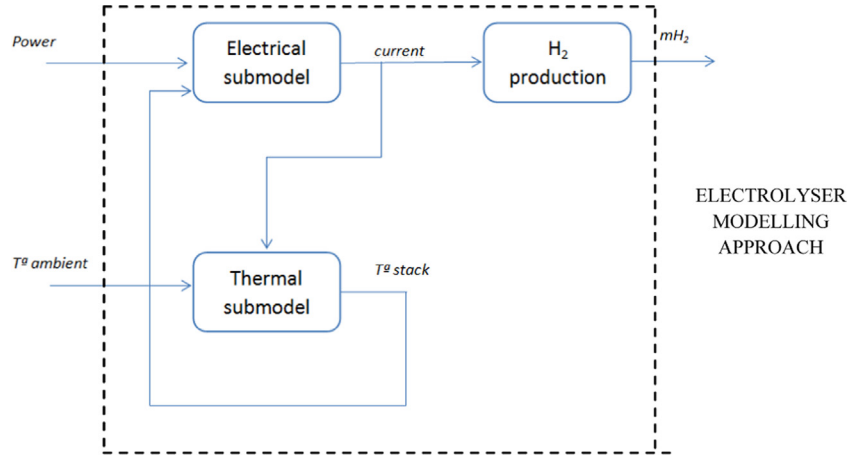 Power
Electrical
submodel
current
H₂
production
mH₂
ELECTROLYSER
MODELLING
APPROACH
Tª ambient
Thermal
submodel
Tª stack